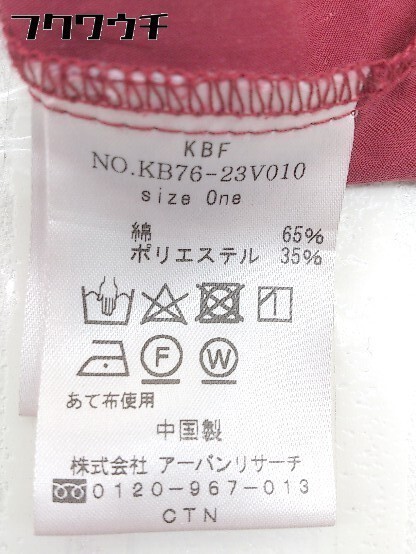 フクワウチ
KBF
NO.KB76-23V010
size One
綿 65%
ポリエステル 35%
F W
あて布使用
中国製
株式会社 アーバンリサーチ
0120-967-013
CTN